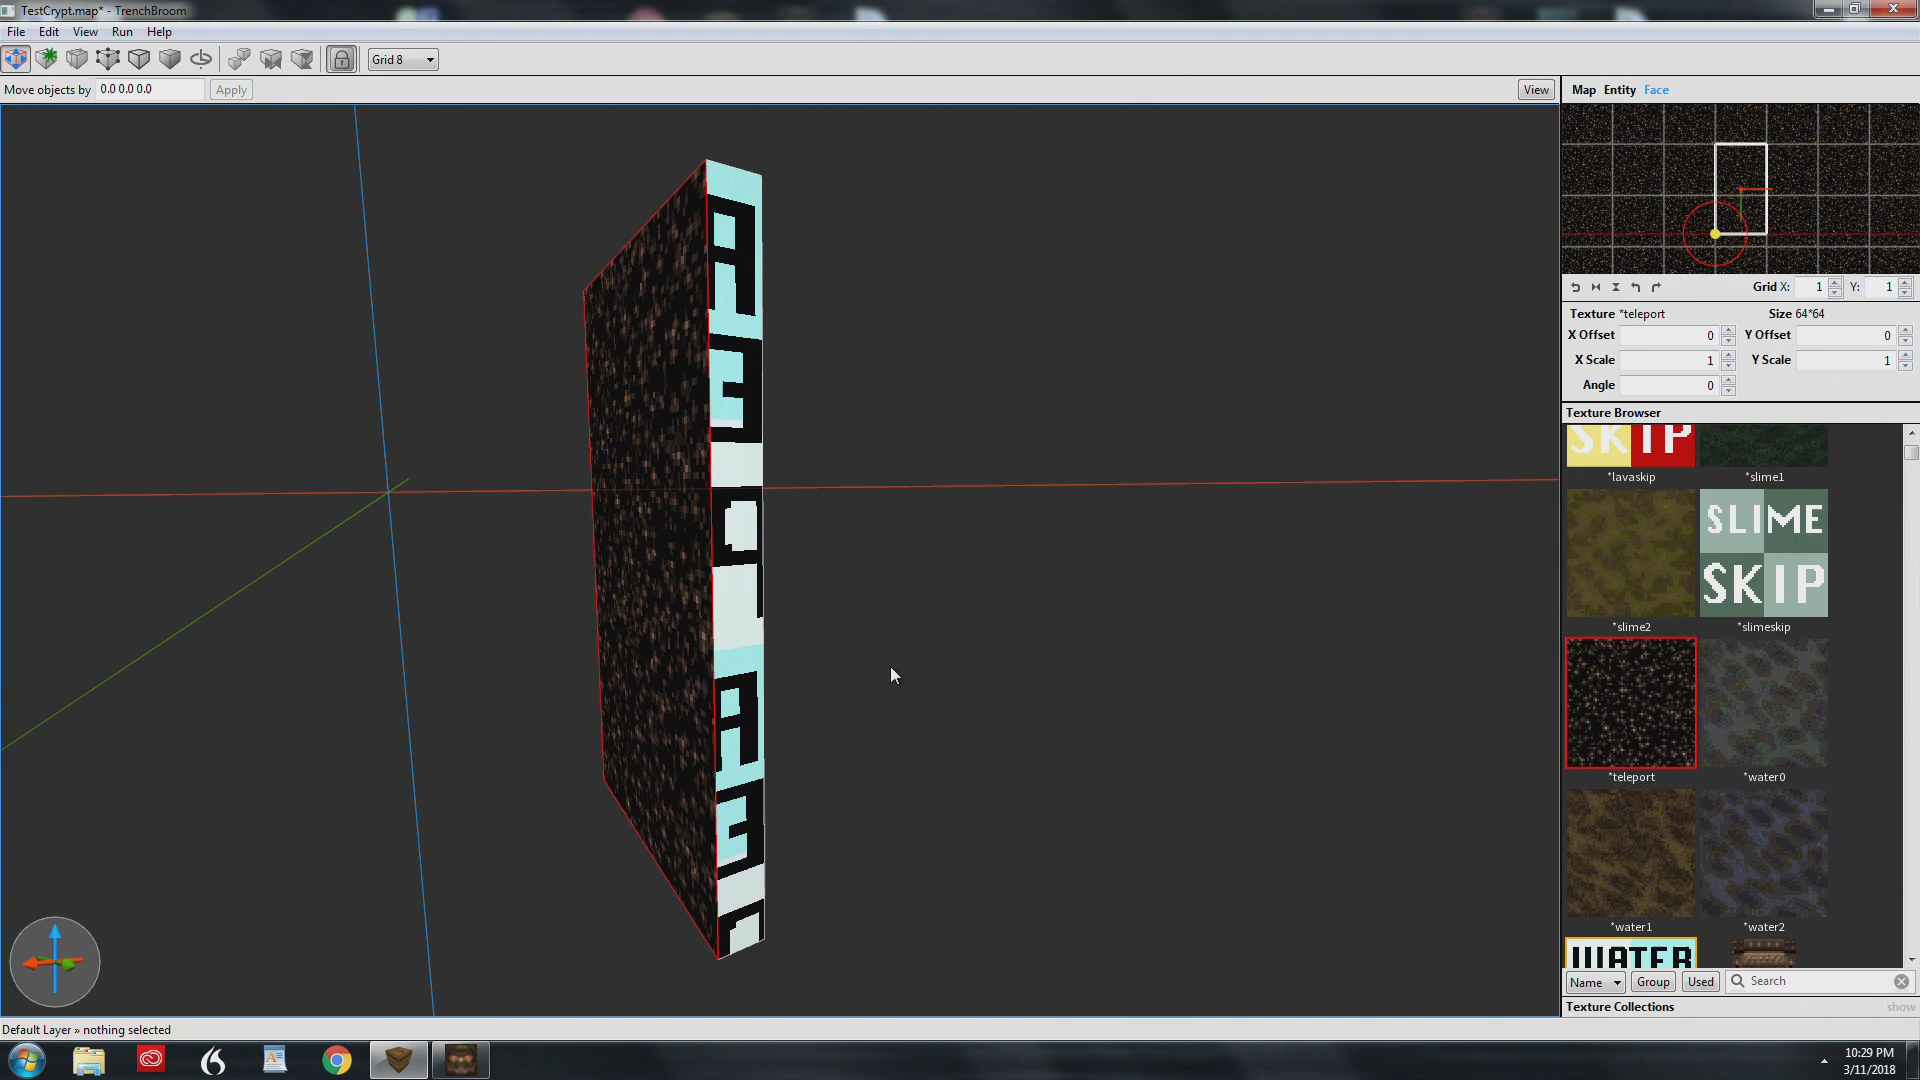 TestCrypt.map* - TrenchBroom
File Edit View Run Help
Grid 8
Move objects by 0.0 0.0 0.0 Apply View
Map Entity Face
Grid X: 1 Y: 1
Texture *teleport Size 64*64
X Offset 0 Y Offset 0
X Scale 1 Y Scale 1
Angle 0
Texture Browser
SKIP
*lavaskip *slime1
SLIME
SKIP
*slime2 *slimeskip
*teleport *water0
*water1 *water2
WATER
Name Group Used Search
Texture Collections show
Default Layer » nothing selected
10:29 PM
3/11/2018